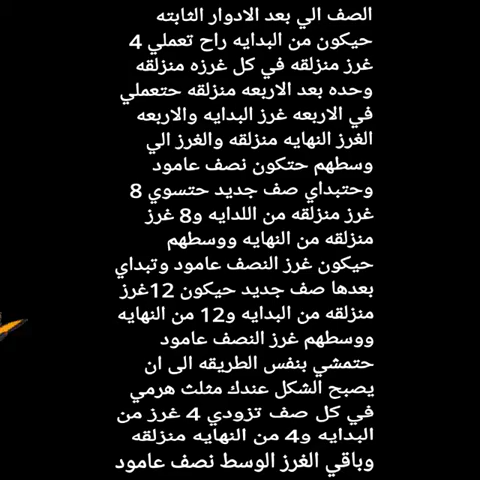 الصف الي بعد الادوار الثابته
حيكون من البدايه راح تعملي 4
غرز منزلقه في كل غرزه منزلقه
وحده بعد الاربعه منزلقه حتعملي
في الاربعه غرز البدايه والاربعه
الغرز النهايه منزلقه والغرز الي
وسطهم حتكون نصف عامود
وحتبداي صف جديد حتسوي 8
غرز منزلقه من اللدايه و8 غرز
منزلقه من النهايه ووسطهم
حيكون غرز النصف عامود وتبداي
بعدها صف جديد حيكون 12غرز
منزلقه من البدايه و12 من النهايه
ووسطهم غرز النصف عامود
حتمشي بنفس الطريقه الى ان
يصبح الشكل عندك مثلث هرمي
في كل صف تزودي 4 غرز من
البدايه و4 من النهايه منزلقه
وباقي الغرز الوسط نصف عامود